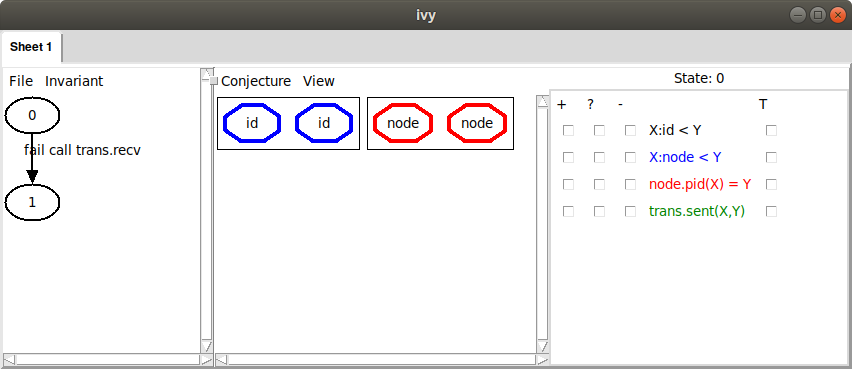 ivy
Sheet 1
File Invariant
0
fail call trans.recv
1
Conjecture View
id id node node
State: 0
+ ? - T
X:id < Y
X:node < Y
node.pid(X) = Y
trans.sent(X,Y)